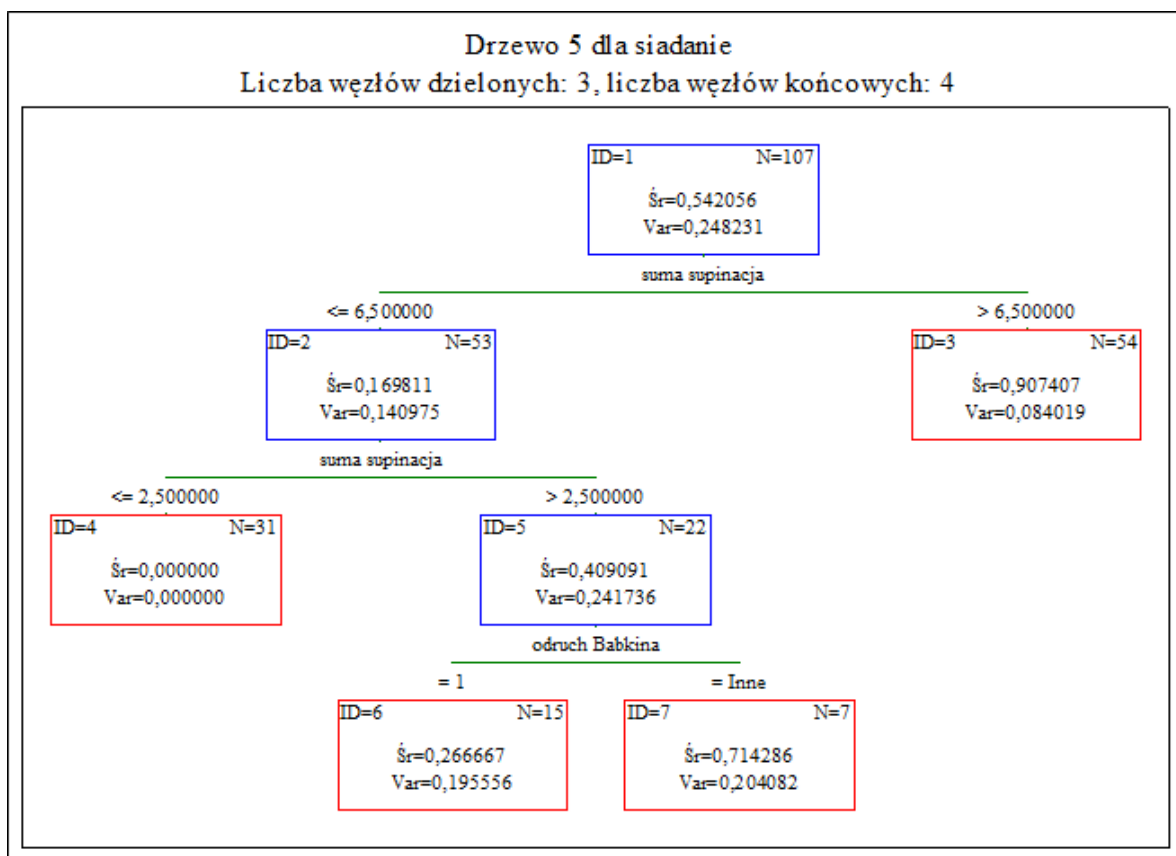 Drzewo 5 dla siadanie
Liczba węzłów dzielonych: 3, liczba węzłów końcowych: 4
ID=1 N=107
Śr=0,542056
Var=0,248231
suma supinacja
<= 6,500000 > 6,500000
ID=2 N=53
Śr=0,169811
Var=0,140975
ID=3 N=54
Śr=0,907407
Var=0,084019
suma supinacja
<= 2,500000 > 2,500000
ID=4 N=31
Śr=0,000000
Var=0,000000
ID=5 N=22
Śr=0,409091
Var=0,241736
odruch Babkina
= 1 = Inne
ID=6 N=15
Śr=0,266667
Var=0,195556
ID=7 N=7
Śr=0,714286
Var=0,204082